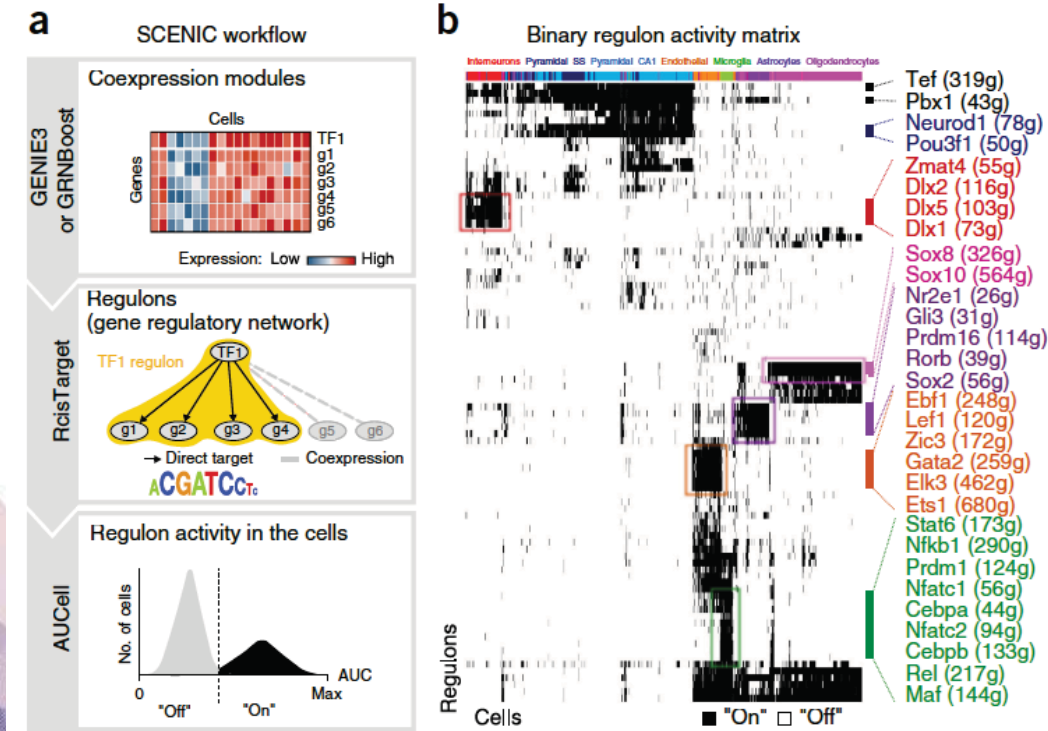 a
SCENIC workflow
GENIE3
or GRNBoost
Coexpression modules
Cells
Genes
TF1
g1
g2
g3
g4
g5
g6
Expression: Low High
RcisTarget
Regulons
(gene regulatory network)
TF1 regulon
TF1
g1 g2 g3 g4 g5 g6
Direct target Coexpression
ACGATCCTc
AUCell
Regulon activity in the cells
No. of cells
AUC
0 Max
"Off" "On"
b
Binary regulon activity matrix
Interneurons Pyramidal SS Pyramidal CA1 Endothelial Microglia Astrocytes Oligodendrocytes
Regulons
Cells
"On" "Off"
Tef (319g)
Pbx1 (43g)
Neurod1 (78g)
Pou3f1 (50g)
Zmat4 (55g)
Dlx2 (116g)
Dlx5 (103g)
Dlx1 (73g)
Sox8 (326g)
Sox10 (564g)
Nr2e1 (26g)
Gli3 (31g)
Prdm16 (114g)
Rorb (39g)
Sox2 (56g)
Ebf1 (248g)
Lef1 (120g)
Zic3 (172g)
Gata2 (259g)
Elk3 (462g)
Ets1 (680g)
Stat6 (173g)
Nfkb1 (290g)
Prdm1 (124g)
Nfatc1 (56g)
Cebpa (44g)
Nfatc2 (94g)
Cebpb (133g)
Rel (217g)
Maf (144g)